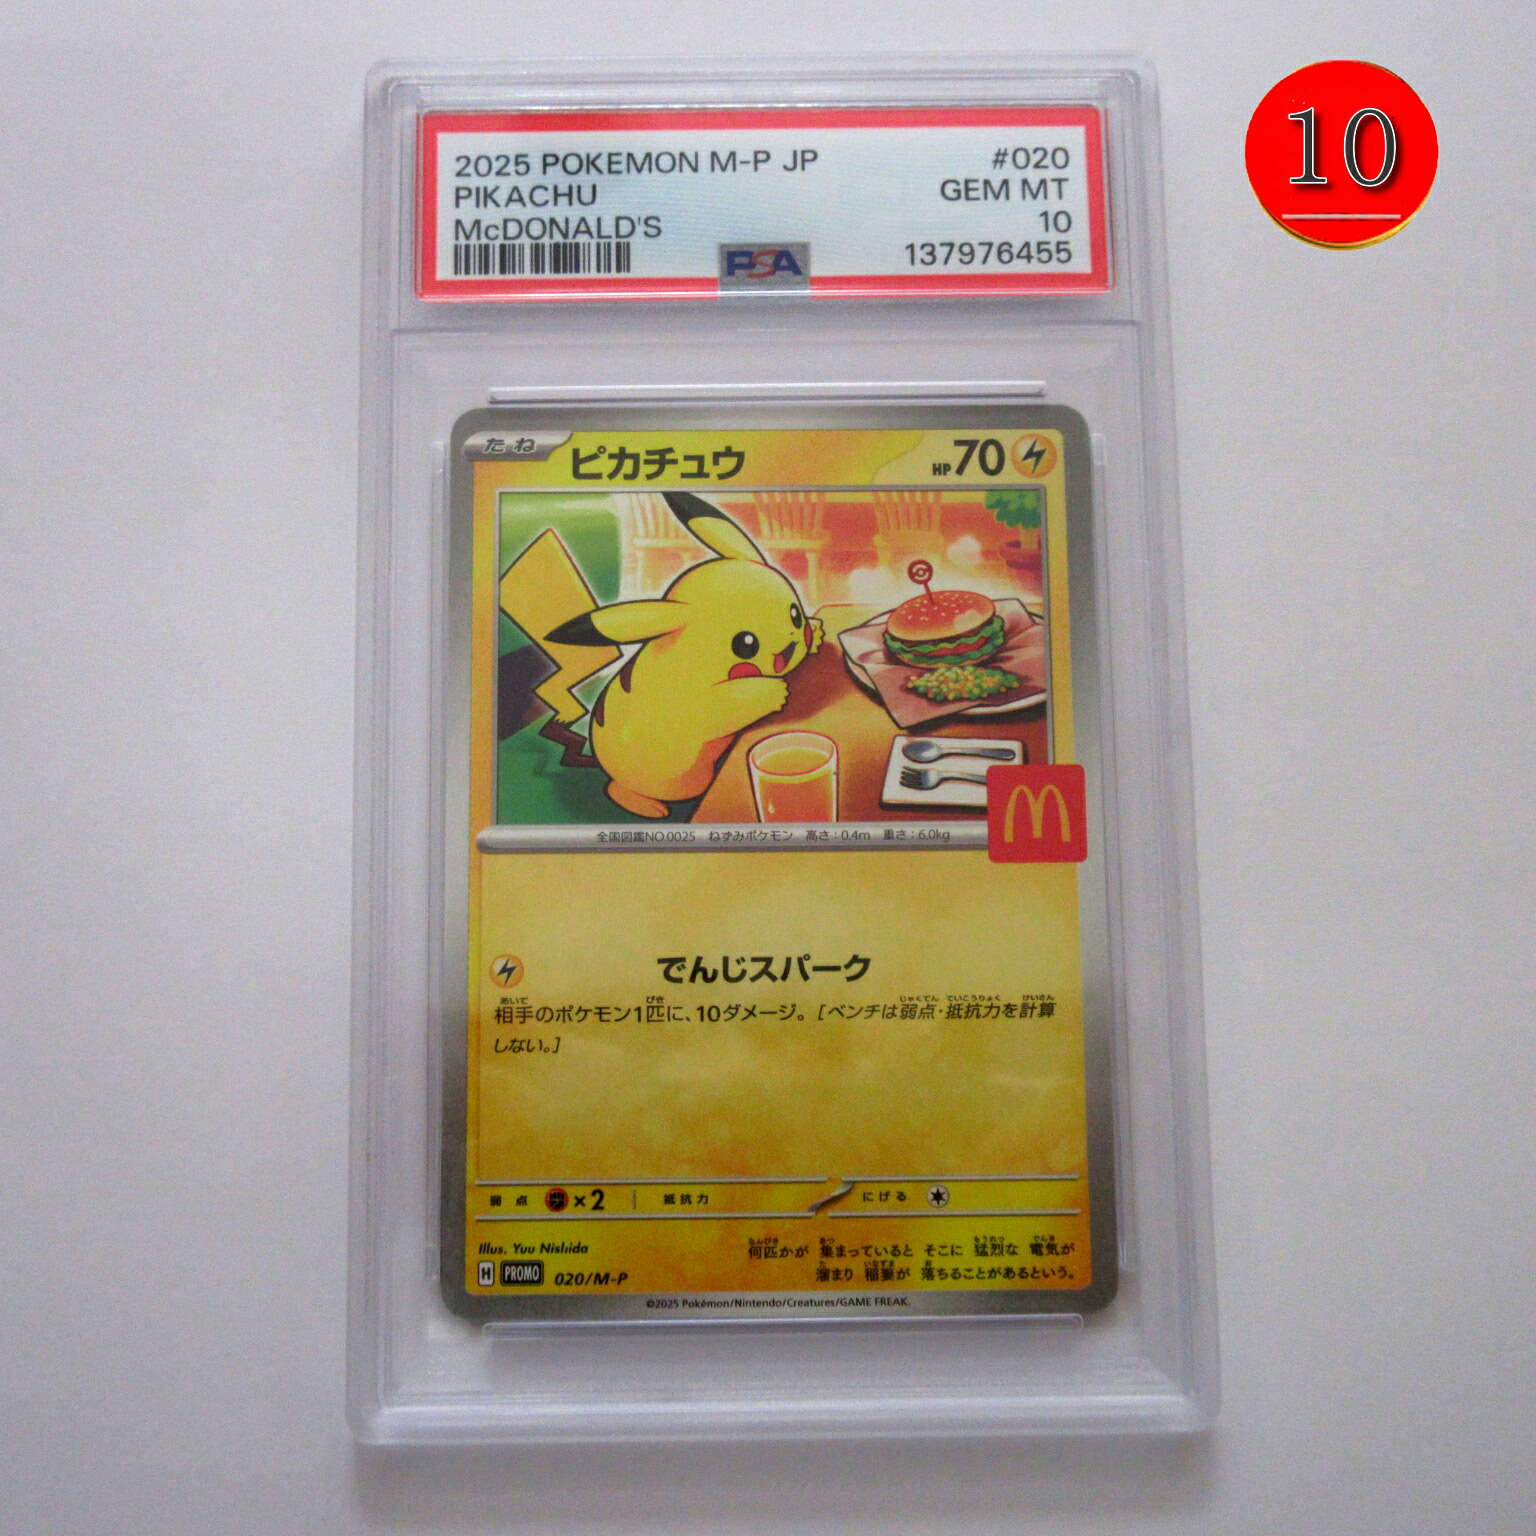 10
2025 POKEMON M-P JP #020
PIKACHU GEM MT
McDONALD'S 10
PSA 137976455
たね ピカチュウ HP70
全国図鑑NO.0025 ねずみポケモン 高さ:0.4m 重さ:6.0kg
M
でんじスパーク
相手のポケモン1匹に、10ダメージ。[ベンチは弱点・抵抗力を計算
しない。]
弱点 ×2 抵抗力 にげる
Illus. Yuu Nishida
何匹かが 集まっていると そこに 猛烈な 電気が
溜まり 稲妻が 落ちることがあるという。
H PROMO 020/M-P
©2025 Pokémon/Nintendo/Creatures/GAME FREAK.